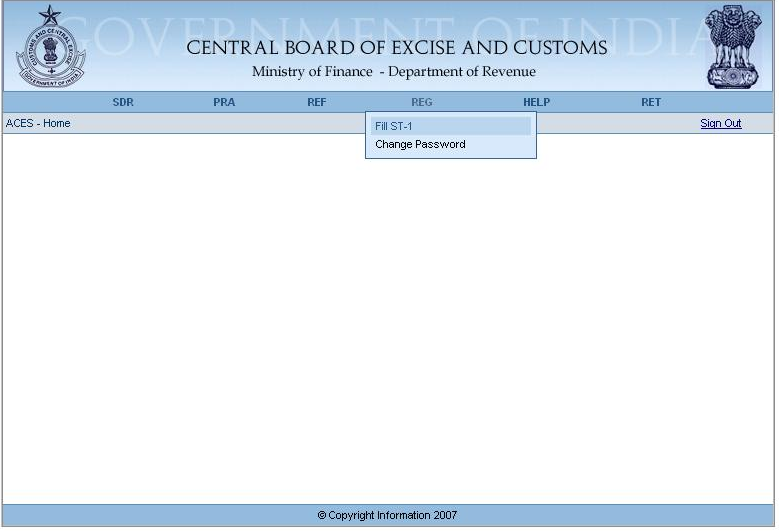 GOVERNMENT OF INDIA
CENTRAL BOARD OF EXCISE AND CUSTOMS
Ministry of Finance - Department of Revenue
CUSTOMS AND CENTRAL EXCISE
GOVERNMENT OF INDIA
SDR PRA REF REG HELP RET
ACES - Home
Sign Out
Fill ST-1
Change Password
© Copyright Information 2007